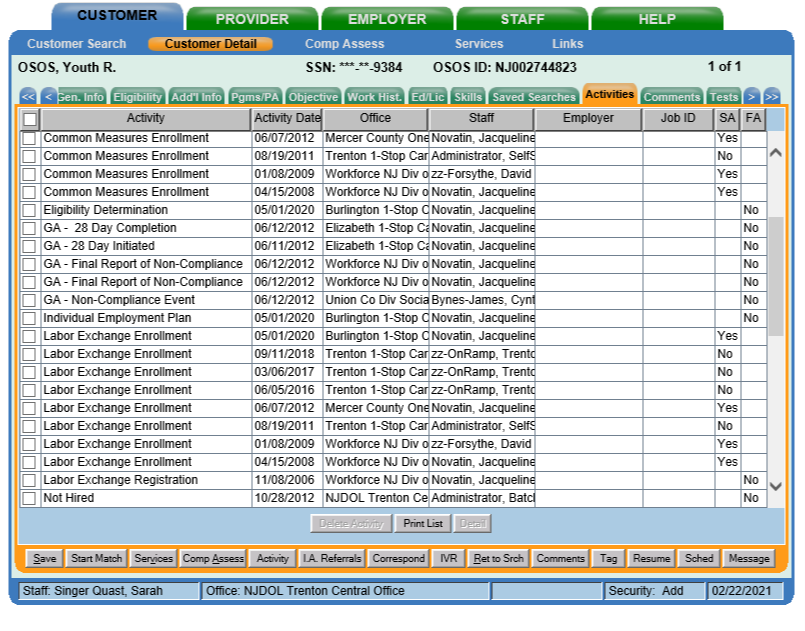 CUSTOMER PROVIDER EMPLOYER STAFF HELP
Customer Search Customer Detail Comp Assess Services Links
OSOS, Youth R. SSN: ***-**-9384 OSOS ID: NJ002744823 1 of 1
<< < Gen. Info Eligibility Add'l Info Pgms/PA Objective Work Hist. Ed/Lic Skills Saved Searches Activities Comments Tests > >>
Activity Activity Date Office Staff Employer Job ID SA FA
Common Measures Enrollment 06/07/2012 Mercer County One Novatin, Jacqueline Yes
Common Measures Enrollment 08/19/2011 Trenton 1-Stop Car Administrator, SelfS No
Common Measures Enrollment 01/08/2009 Workforce NJ Div o zz-Forsythe, David Yes
Common Measures Enrollment 04/15/2008 Workforce NJ Div o Novatin, Jacqueline Yes
Eligibility Determination 05/01/2020 Burlington 1-Stop C Novatin, Jacqueline No
GA - 28 Day Completion 06/12/2012 Elizabeth 1-Stop Ca Novatin, Jacqueline No
GA - 28 Day Initiated 06/11/2012 Elizabeth 1-Stop Ca Novatin, Jacqueline No
GA - Final Report of Non-Compliance 06/12/2012 Workforce NJ Div o Novatin, Jacqueline No
GA - Final Report of Non-Compliance 06/12/2012 Workforce NJ Div o Novatin, Jacqueline No
GA - Non-Compliance Event 06/12/2012 Union Co Div Socia Bynes-James, Cynt No
Individual Employment Plan 05/01/2020 Burlington 1-Stop C Novatin, Jacqueline No
Labor Exchange Enrollment 05/01/2020 Burlington 1-Stop C Novatin, Jacqueline Yes
Labor Exchange Enrollment 09/11/2018 Trenton 1-Stop Car zz-OnRamp, Trento No
Labor Exchange Enrollment 03/06/2017 Trenton 1-Stop Car zz-OnRamp, Trento No
Labor Exchange Enrollment 06/05/2016 Trenton 1-Stop Car zz-OnRamp, Trento No
Labor Exchange Enrollment 06/07/2012 Mercer County One Novatin, Jacqueline Yes
Labor Exchange Enrollment 08/19/2011 Trenton 1-Stop Car Administrator, SelfS No
Labor Exchange Enrollment 01/08/2009 Workforce NJ Div o zz-Forsythe, David Yes
Labor Exchange Enrollment 04/15/2008 Workforce NJ Div o Novatin, Jacqueline Yes
Labor Exchange Registration 11/08/2006 Workforce NJ Div o Novatin, Jacqueline No
Not Hired 10/28/2012 NJDOL Trenton Ce Administrator, Batcl No
Delete Activity Print List Detail
Save Start Match Services Comp Assess Activity I.A. Referrals Correspond IVR Ret to Srch Comments Tag Resume Sched Message
Staff: Singer Quast, Sarah Office: NJDOL Trenton Central Office Security: Add 02/22/2021